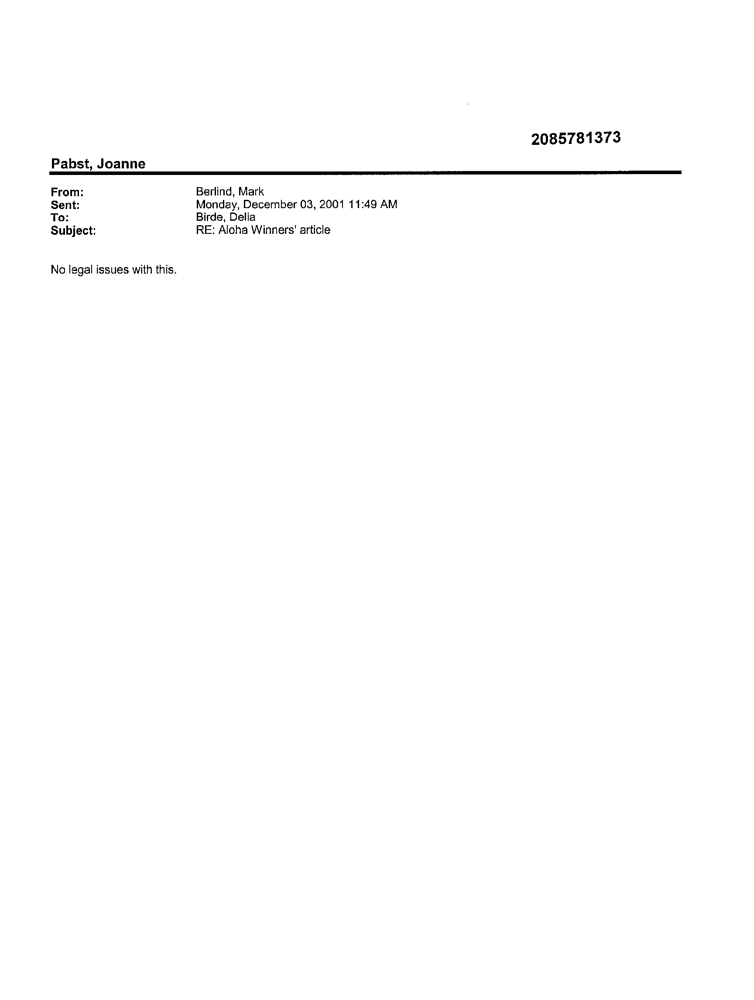 2085781373
Pabst, Joanne
From: Berlind, Mark
Sent: Monday, December 03, 2001 11:49 AM
To: Birde, Delia
Subject: RE: Aloha Winners' article
No legal issues with this.